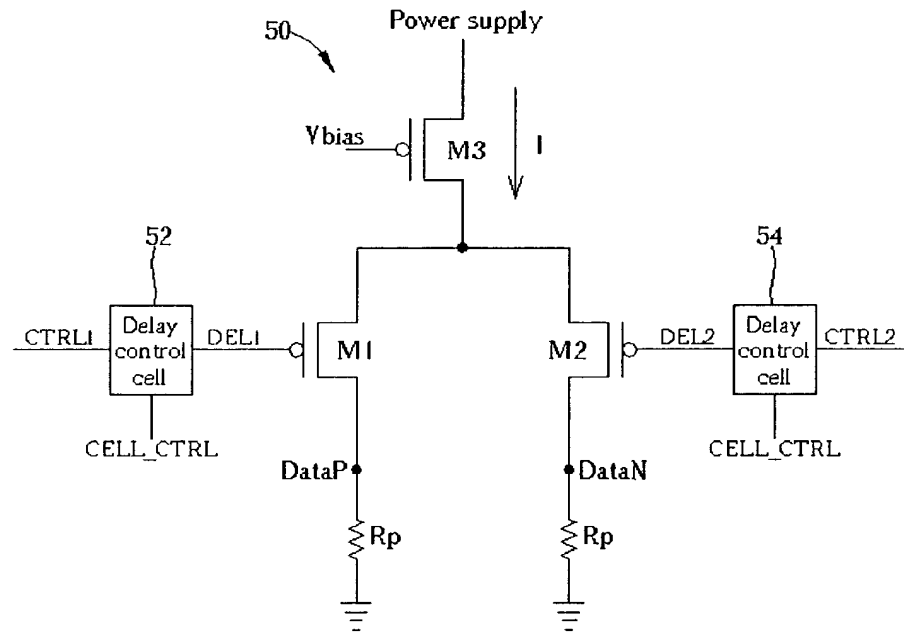 Power supply
50
Vbias
M3
I
52
54
CTRL1
Delay
control
cell
DEL1
M1
M2
DEL2
Delay
control
cell
CTRL2
CELL_CTRL
CELL_CTRL
DataP
DataN
Rp
Rp